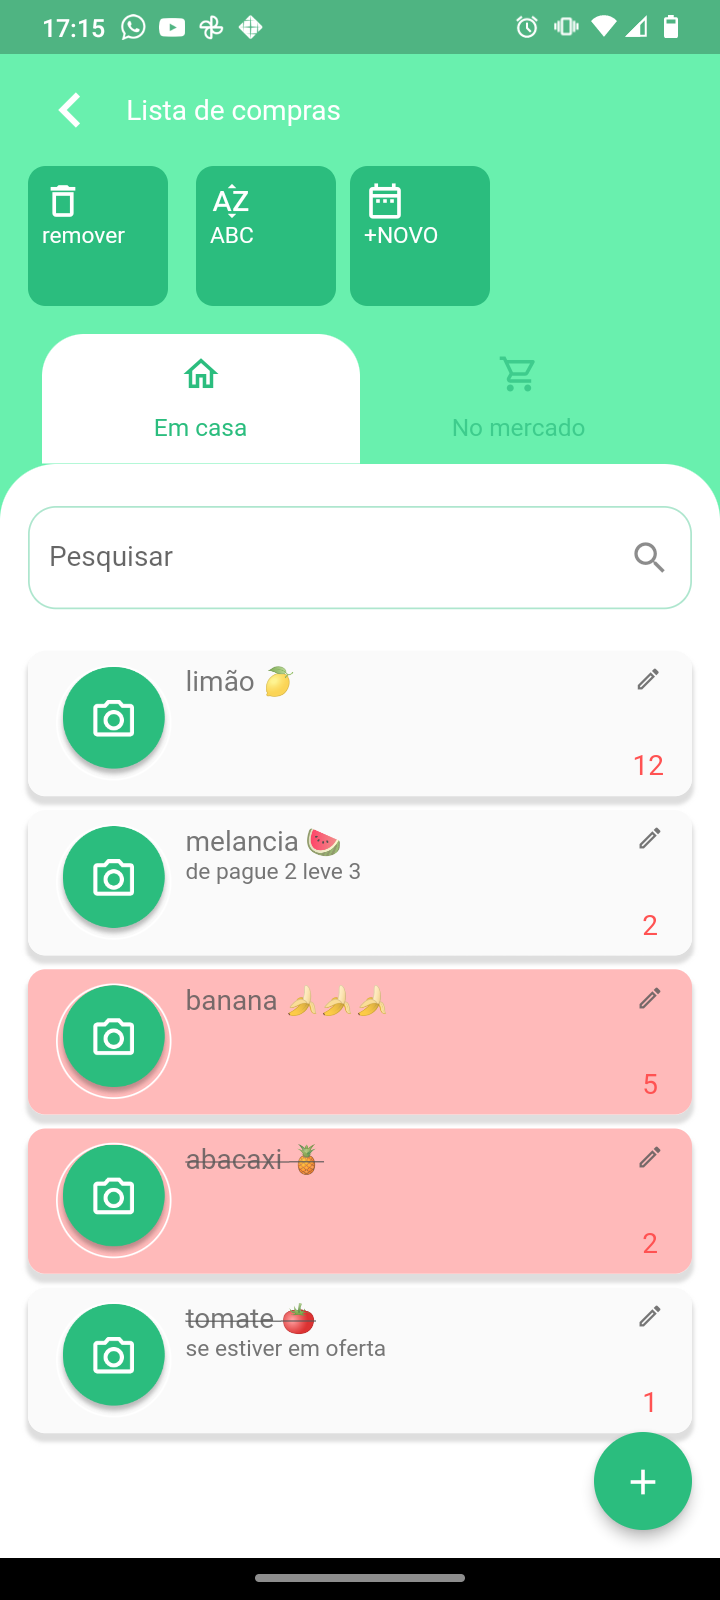 17:15
Lista de compras
remover
AZ
ABC
+NOVO
Em casa
No mercado
Pesquisar
limão 🍋
12
melancia 🍉
de pague 2 leve 3
2
banana 🍌🍌🍌
5
abacaxi 🍍
2
tomate 🍅
se estiver em oferta
1